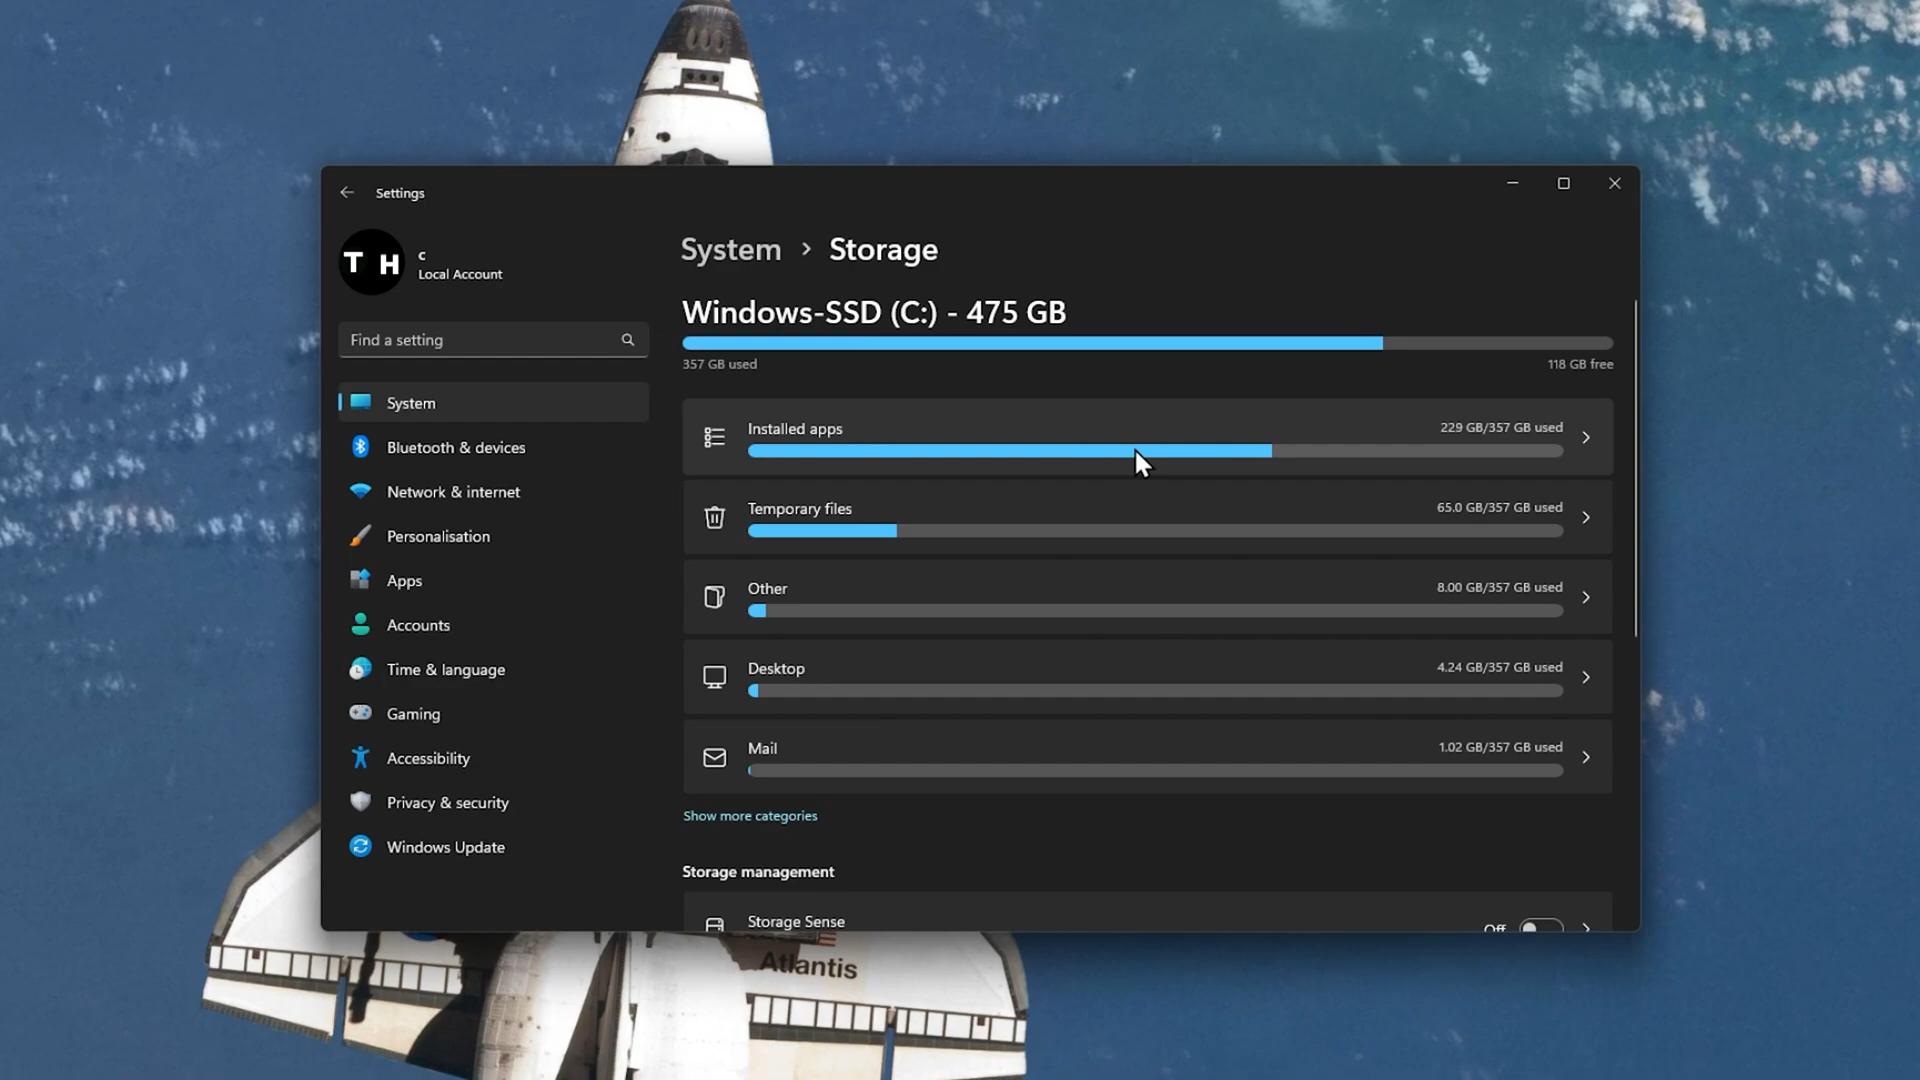 Settings
T H
c
Local Account
Find a setting
System
Bluetooth & devices
Network & internet
Personalisation
Apps
Accounts
Time & language
Gaming
Accessibility
Privacy & security
Windows Update
System > Storage
Windows-SSD (C:) - 475 GB
357 GB used
118 GB free
Installed apps
229 GB/357 GB used
Temporary files
65.0 GB/357 GB used
Other
8.00 GB/357 GB used
Desktop
4.24 GB/357 GB used
Mail
1.02 GB/357 GB used
Show more categories
Storage management
Storage Sense
Off
Atlantis